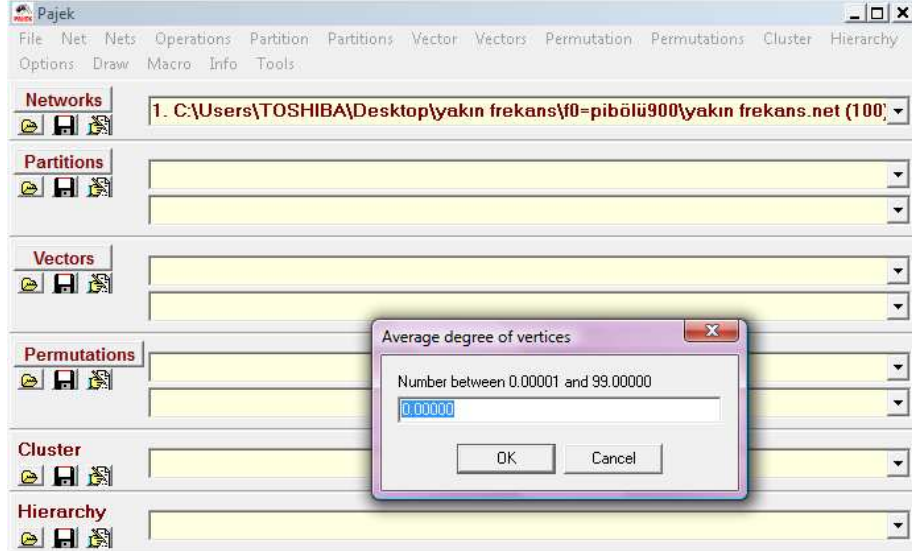 Pajek
File Net Nets Operations Partition Partitions Vector Vectors Permutation Permutations Cluster Hierarchy
Options Draw Macro Info Tools
Networks
1. C:\Users\TOSHIBA\Desktop\yakın frekans\f0=pibölü900\yakın frekans.net (100)
Partitions
Vectors
Average degree of vertices
Number between 0.00001 and 99.00000
0.00000
OK Cancel
Permutations
Cluster
Hierarchy